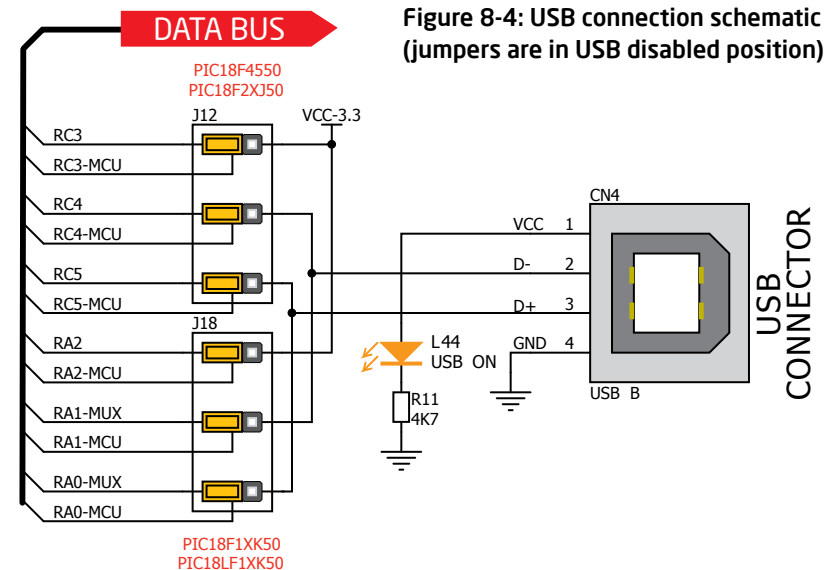 DATA BUS
Figure 8-4: USB connection schematic
(jumpers are in USB disabled position)
PIC18F4550
PIC18F2XJ50
J12
VCC-3.3
RC3
RC3-MCU
RC4
RC4-MCU
RC5
RC5-MCU
J18
RA2
RA2-MCU
RA1-MUX
RA1-MCU
RA0-MUX
RA0-MCU
PIC18F1XK50
PIC18LF1XK50
CN4
VCC 1
D- 2
D+ 3
GND 4
L44
USB ON
R11
4K7
USB B
USB
CONNECTOR